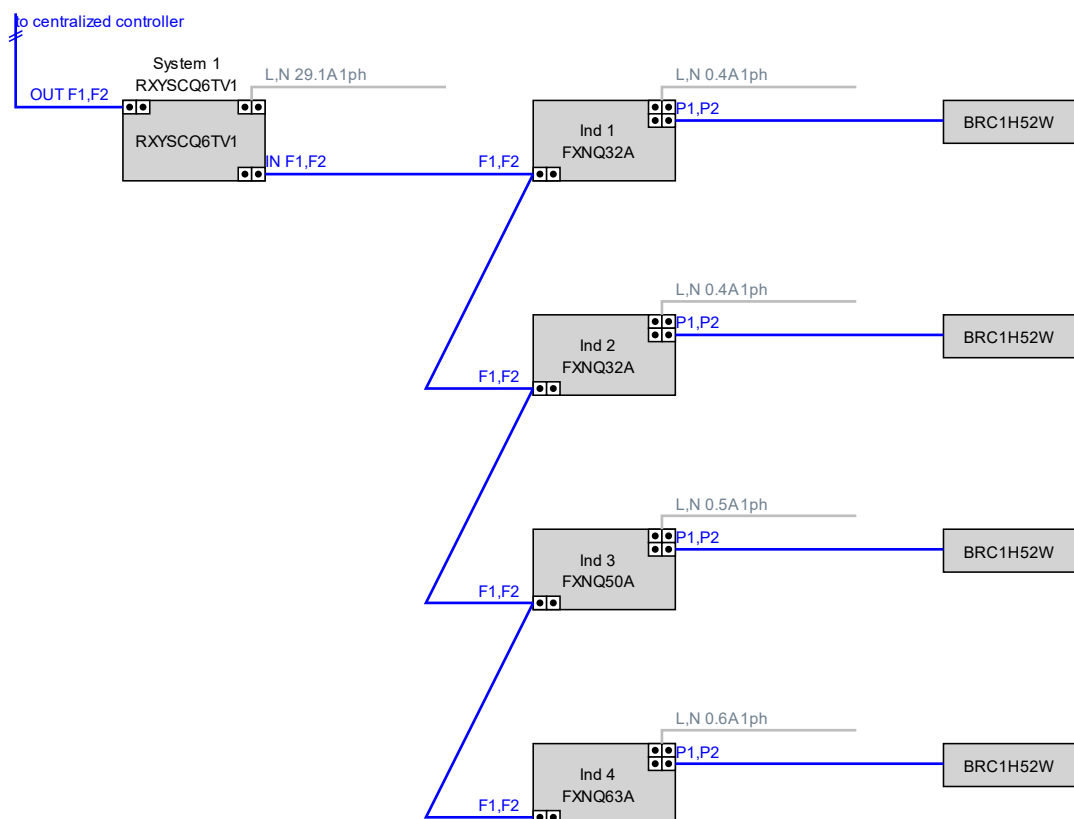 to centralized controller
System 1
RXYSCQ6TV1
L,N 29.1A1ph
L,N 0.4A1ph
OUT F1,F2
P1,P2
RXYSCQ6TV1
Ind 1
FXNQ32A
BRC1H52W
IN F1,F2
F1,F2
L,N 0.4A1ph
P1,P2
Ind 2
FXNQ32A
BRC1H52W
F1,F2
L,N 0.5A1ph
P1,P2
Ind 3
FXNQ50A
BRC1H52W
F1,F2
L,N 0.6A1ph
P1,P2
Ind 4
FXNQ63A
BRC1H52W
F1,F2